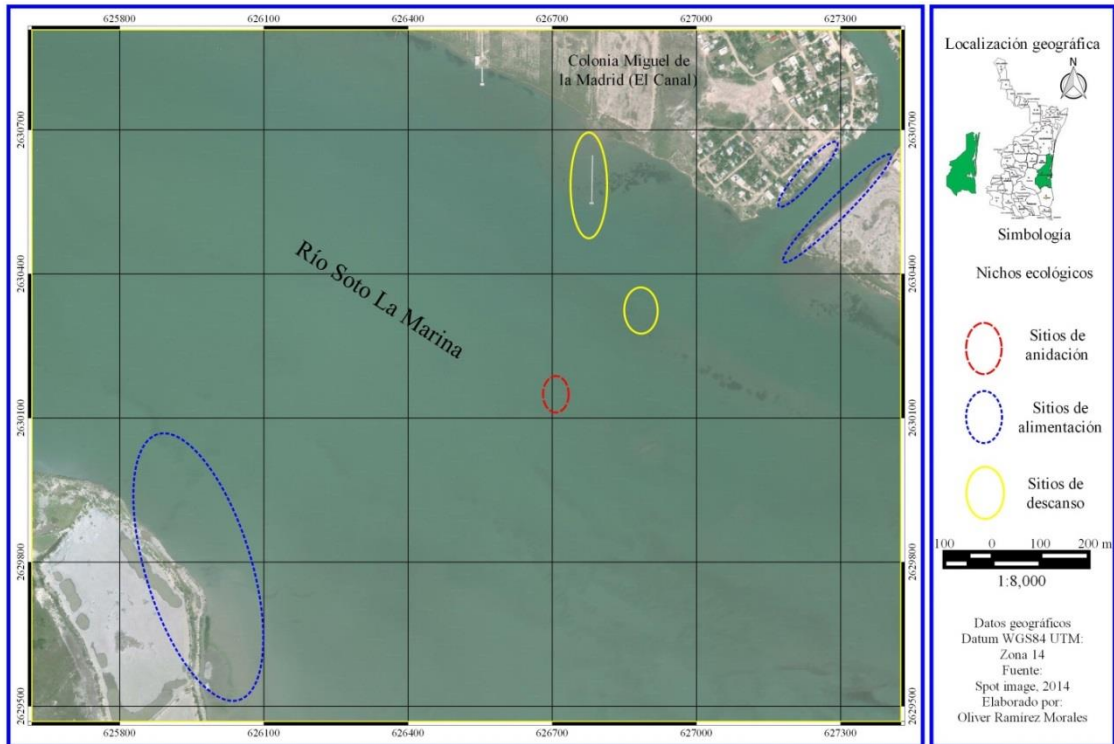 625800 626100 626400 626700 627000 627300
2630700
2630400
2630100
2629800
2629500
Colonia Miguel de
la Madrid (El Canal)
Río Soto La Marina
2630700
2630400
2630100
2629800
2629500
625800 626100 626400 626700 627000 627300
Localización geográfica
N
Simbología
Nichos ecológicos
Sitios de
anidación
Sitios de
alimentación
Sitios de
descanso
100 0 100 200 m
1:8,000
Datos geográficos
Datum WGS84 UTM:
Zona 14
Fuente:
Spot image, 2014
Elaborado por:
Oliver Ramírez Morales